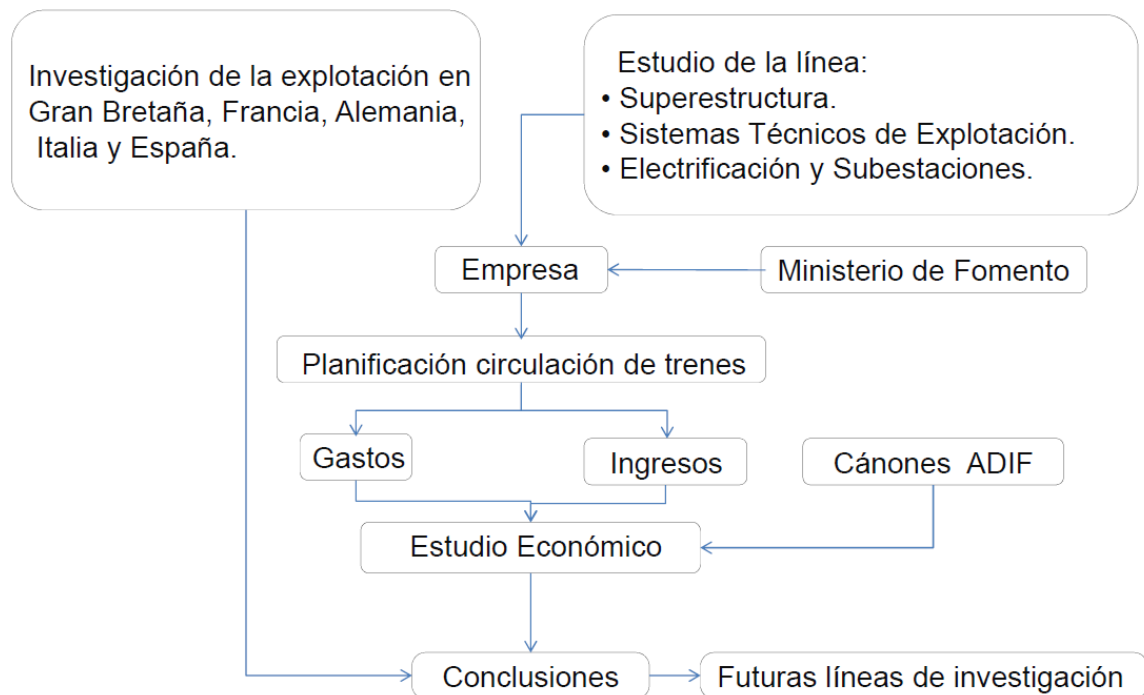 Investigación de la explotación en
Gran Bretaña, Francia, Alemania,
Italia y España.
Estudio de la línea:
• Superestructura.
• Sistemas Técnicos de Explotación.
• Electrificación y Subestaciones.
Empresa
Ministerio de Fomento
Planificación circulación de trenes
Gastos
Ingresos
Cánones ADIF
Estudio Económico
Conclusiones
Futuras líneas de investigación